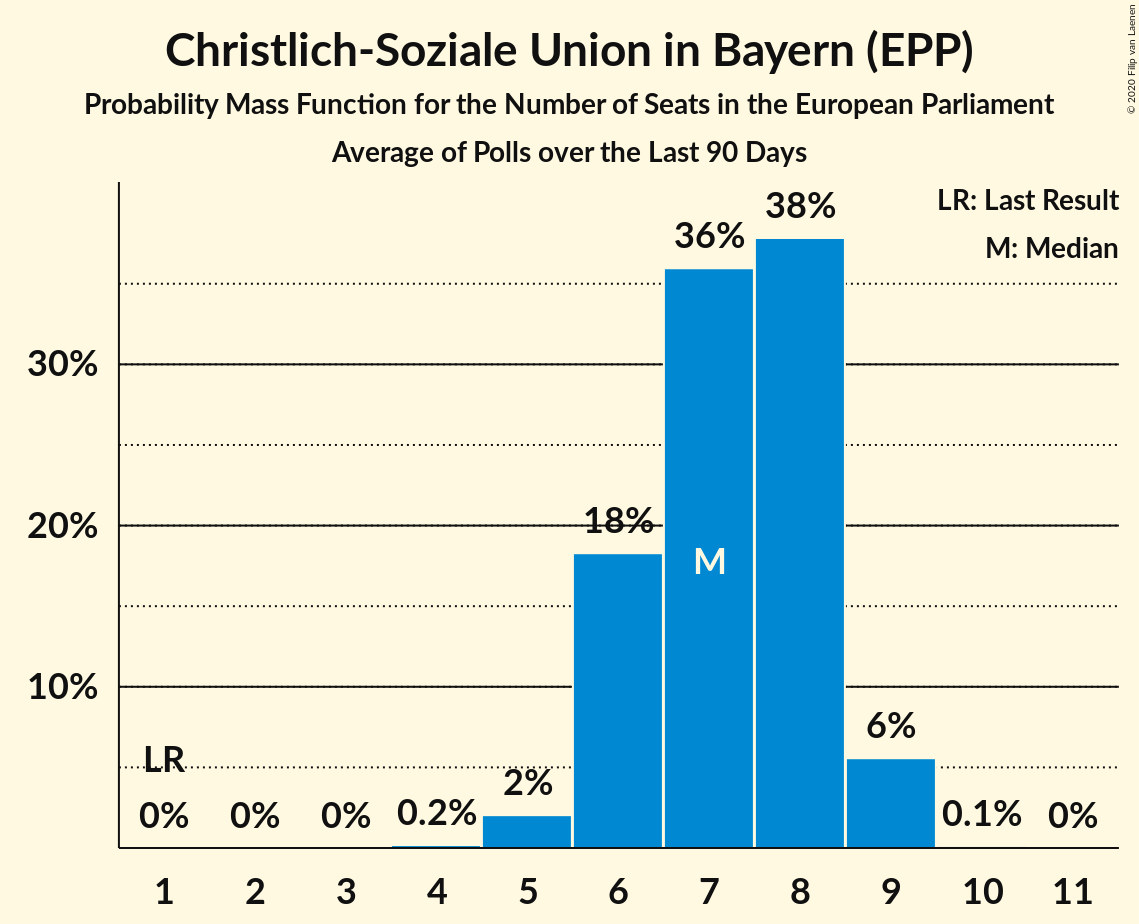 Christlich-Soziale Union in Bayern (EPP)
Probability Mass Function for the Number of Seats in the European Parliament
Average of Polls over the Last 90 Days
© 2020 Filip van Laenen
LR: Last Result
M: Median
38%
36%
30%
20%
18%
M
10%
6%
LR
2%
0% 0% 0% 0.2% 0.1% 0%
1 2 3 4 5 6 7 8 9 10 11